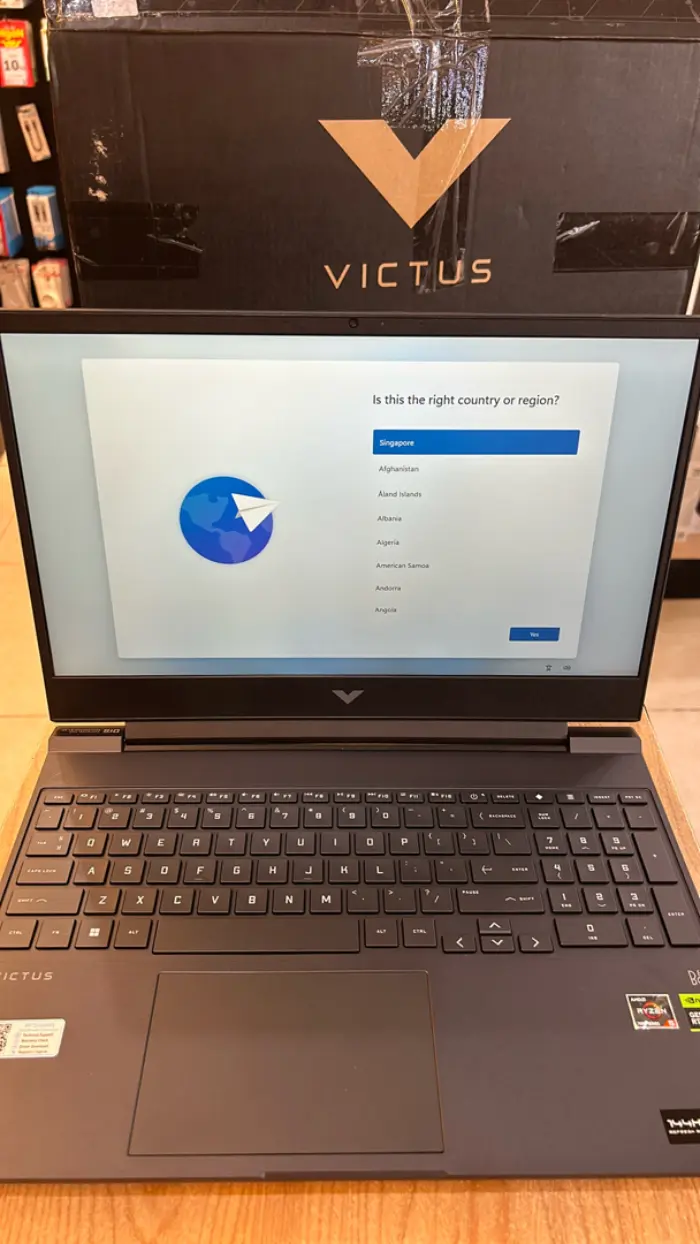 10
VICTUS
Is this the right country or region?
Singapore
Afghanistan
Åland Islands
Albania
Algeria
American Samoa
Andorra
Angola
Yes
F1 F2 F3 F4 F5 F6 F7 F8 F9 F10 F11 F12 DELETE INSERT
! 1 @ 2 # 3 $ 4 % 5 ^ 6 & 7 * 8 ( 9 ) 0 - + = BACKSPACE NUM LOCK / * -
TAB Q W E R T Y U I O P { [ } ] | \ 7 HOME 8 9 PG UP +
CAPS LOCK A S D F G H J K L : ; " ' ENTER 4 5 6
SHIFT Z X C V B N M < , > . ? / PAUSE SHIFT 1 END 2 3 PG DN ENTER
CTRL FN ALT ALT CTRL 0 INS . DEL
ICTUS
AMD
RYZEN
144H